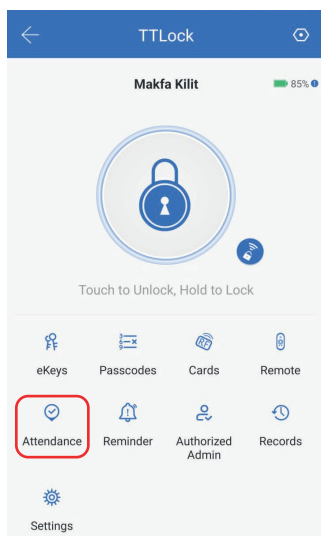 TTLock
Makfa Kilit
85%
Touch to Unlock, Hold to Lock
eKeys Passcodes Cards Remote
Attendance Reminder Authorized Admin Records
Settings